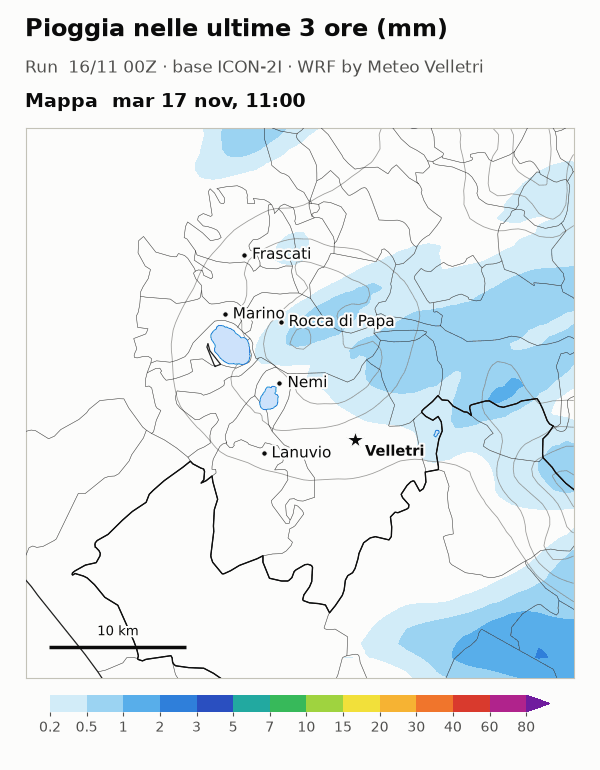 Pioggia nelle ultime 3 ore (mm)
Run  16/11 00Z · base ICON-2I · WRF by Meteo Velletri
Mappa  mar 17 nov, 11:00
Frascati
Marino
Rocca di Papa
Nemi
Velletri
Lanuvio
10 km
0.2 0.5 1 2 3 5 7 10 15 20 30 40 60 80